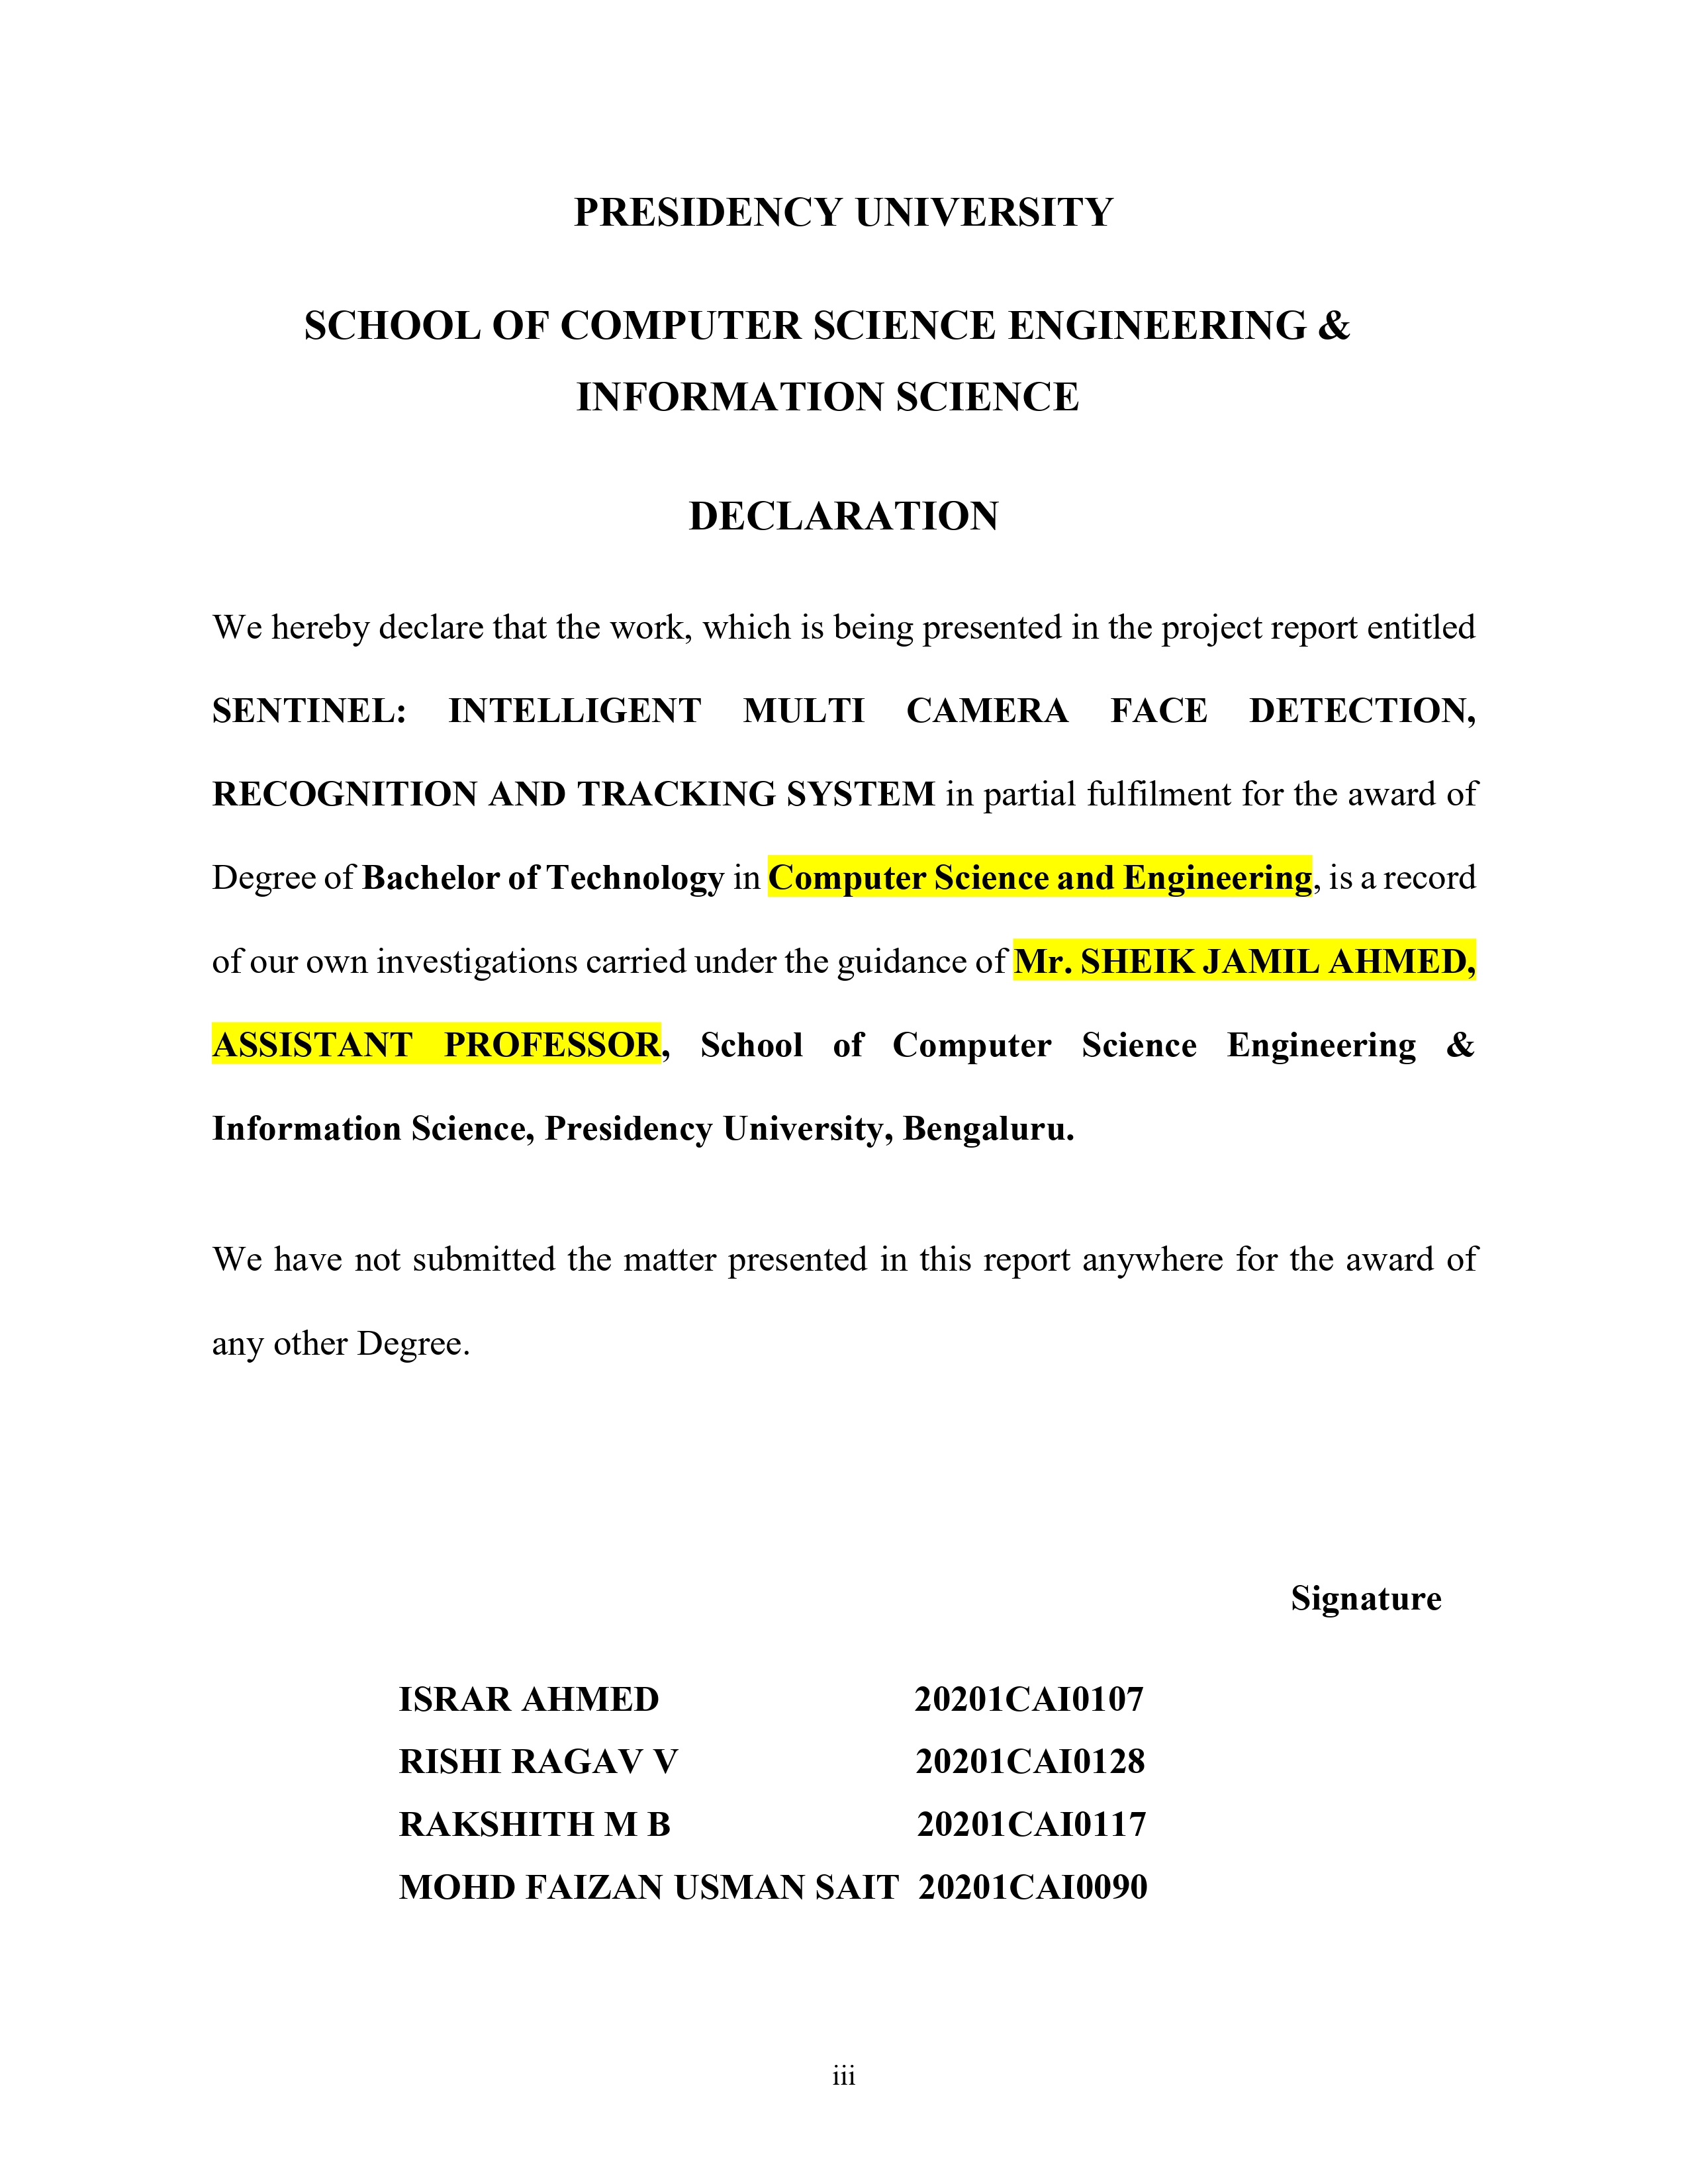 PRESIDENCY UNIVERSITY
SCHOOL OF COMPUTER SCIENCE ENGINEERING &
INFORMATION SCIENCE
DECLARATION
We hereby declare that the work, which is being presented in the project report entitled
SENTINEL: INTELLIGENT MULTI CAMERA FACE DETECTION,
RECOGNITION AND TRACKING SYSTEM in partial fulfilment for the award of
Degree of Bachelor of Technology in Computer Science and Engineering, is a record
of our own investigations carried under the guidance of Mr. SHEIK JAMIL AHMED,
ASSISTANT PROFESSOR, School of Computer Science Engineering &
Information Science, Presidency University, Bengaluru.
We have not submitted the matter presented in this report anywhere for the award of
any other Degree.
Signature
ISRAR AHMED 20201CAI0107
RISHI RAGAV V 20201CAI0128
RAKSHITH M B 20201CAI0117
MOHD FAIZAN USMAN SAIT 20201CAI0090
iii